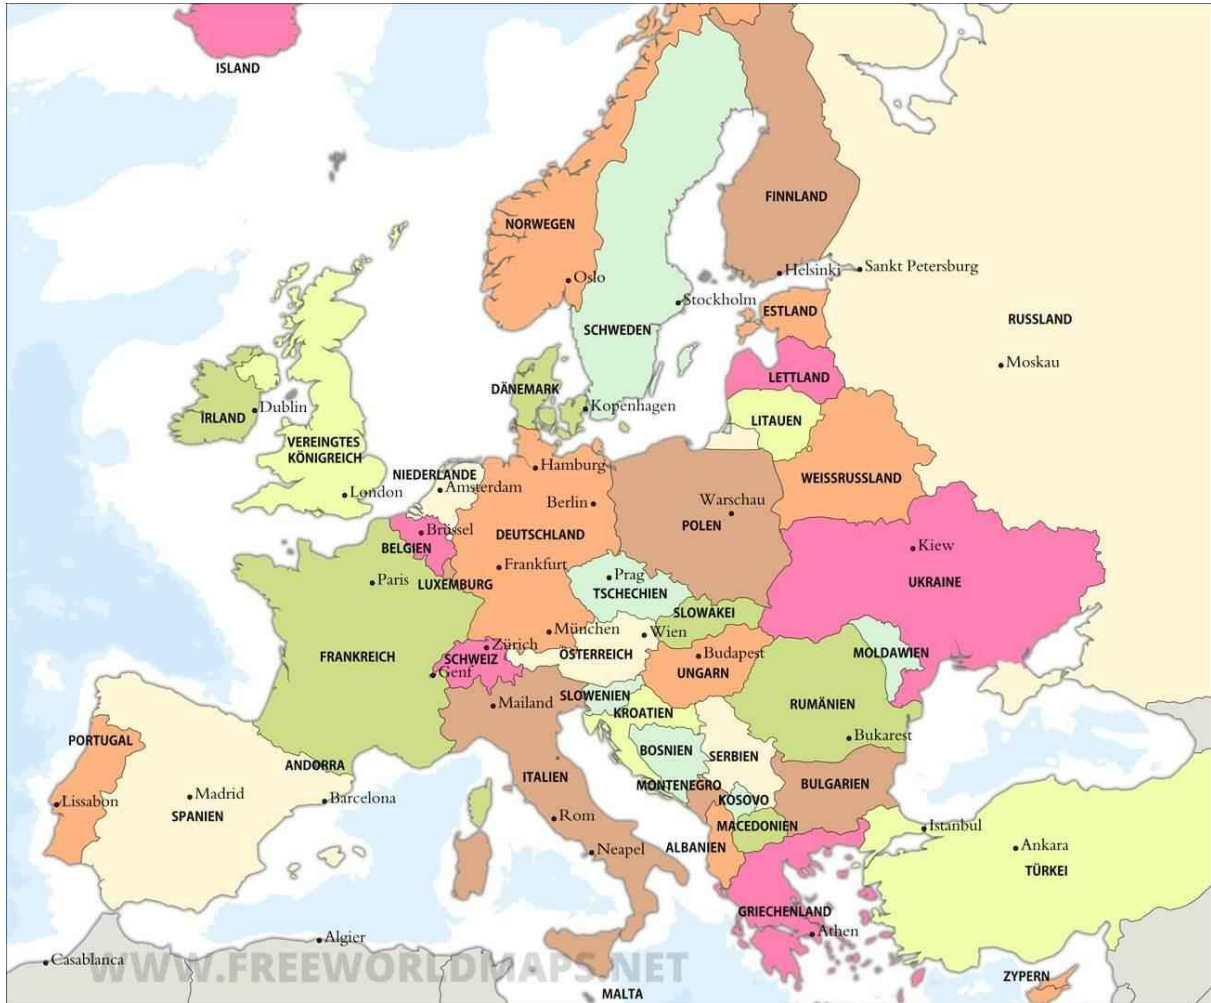 ISLAND
NORWEGEN
FINNLAND
Oslo
Helsinki
Sankt Petersburg
Stockholm
SCHWEDEN
ESTLAND
RUSSLAND
Moskau
LETTLAND
DÄNEMARK
Kopenhagen
IRLAND
Dublin
LITAUEN
VEREINGTES
KÖNIGREICH
NIEDERLANDE
Hamburg
WEISSRUSSLAND
London
Amsterdam
Berlin
Warschau
POLEN
Brüssel
BELGIEN
DEUTSCHLAND
Kiew
UKRAINE
Paris
LUXEMBURG
Frankfurt
Prag
TSCHECHIEN
SLOWAKEI
München
Wien
Zürich
SCHWEIZ
Genf
FRANKREICH
ÖSTERREICH
Budapest
UNGARN
MOLDAWIEN
SLOWENIEN
Mailand
KROATIEN
RUMÄNIEN
Bukarest
PORTUGAL
ANDORRA
BOSNIEN
SERBIEN
ITALIEN
MONTENEGRO
KOSOVO
BULGARIEN
Lissabon
Madrid
SPANIEN
Barcelona
Rom
MACEDONIEN
Istanbul
Neapel
ALBANIEN
Ankara
TÜRKEI
GRIECHENLAND
Athen
Algier
Casablanca
WWW.FREEWORLDMAPS.NET
MALTA
ZYPERN